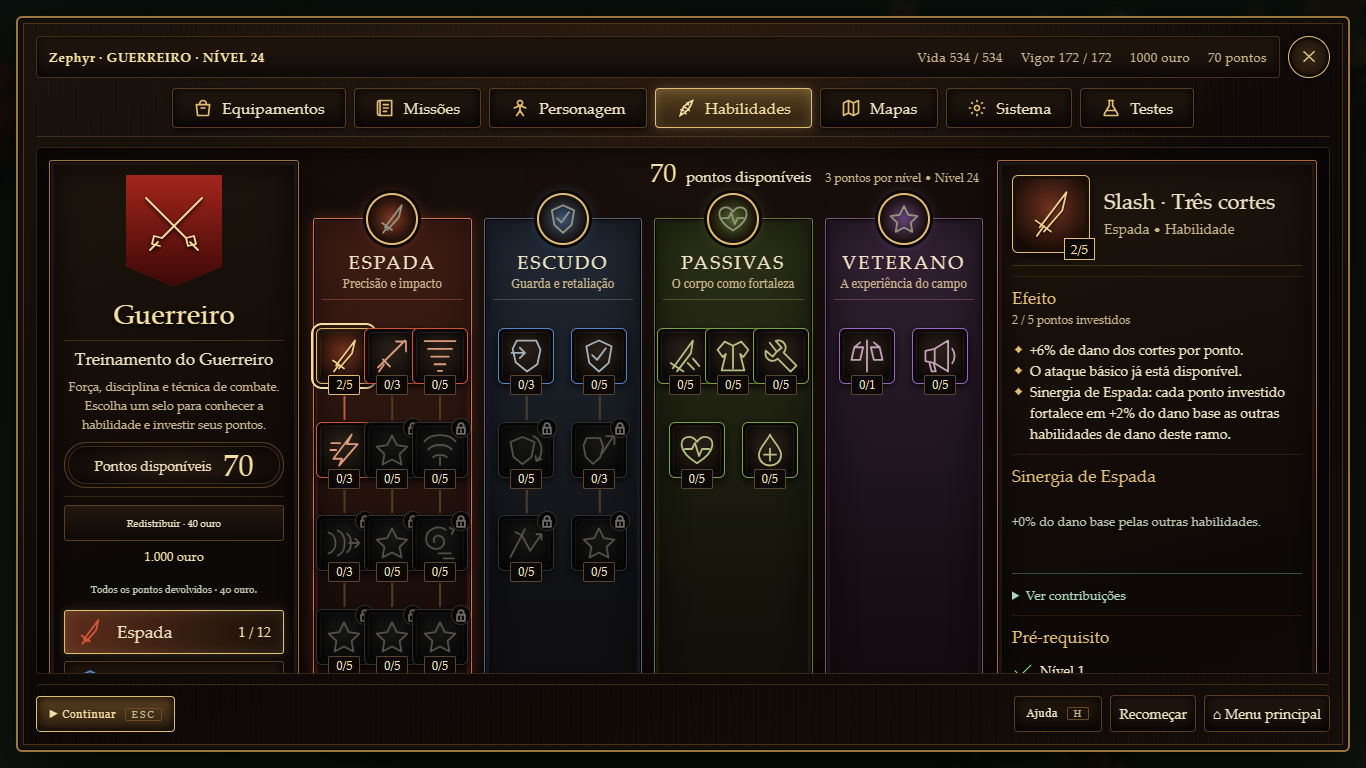 Zephyr · GUERREIRO · NÍVEL 24
Vida 534 / 534 Vigor 172 / 172 1000 ouro 70 pontos
Equipamentos Missões Personagem Habilidades Mapas Sistema Testes
Guerreiro
Treinamento do Guerreiro
Força, disciplina e técnica de combate.
Escolha um selo para conhecer a
habilidade e investir seus pontos.
Pontos disponíveis 70
Redistribuir · 40 ouro
1.000 ouro
Todos os pontos devolvidos · 40 ouro.
Espada 1 / 12
70 pontos disponíveis 3 pontos por nível • Nível 24
ESPADA
Precisão e impacto
2/5 0/3 0/5
0/3 0/5 0/5
0/3 0/5 0/5
0/5 0/5 0/5
ESCUDO
Guarda e retaliação
0/3 0/5
0/5 0/3
0/5 0/5
PASSIVAS
O corpo como fortaleza
0/5 0/5 0/5
0/5 0/5
VETERANO
A experiência do campo
0/1 0/5
Slash · Três cortes
Espada • Habilidade
2/5
Efeito
2 / 5 pontos investidos
+6% de dano dos cortes por ponto.
O ataque básico já está disponível.
Sinergia de Espada: cada ponto investido
fortalece em +2% do dano base as outras
habilidades de dano deste ramo.
Sinergia de Espada
+0% do dano base pelas outras habilidades.
Ver contribuições
Pré-requisito
Nível 1
Continuar ESC
Ajuda H Recomeçar Menu principal